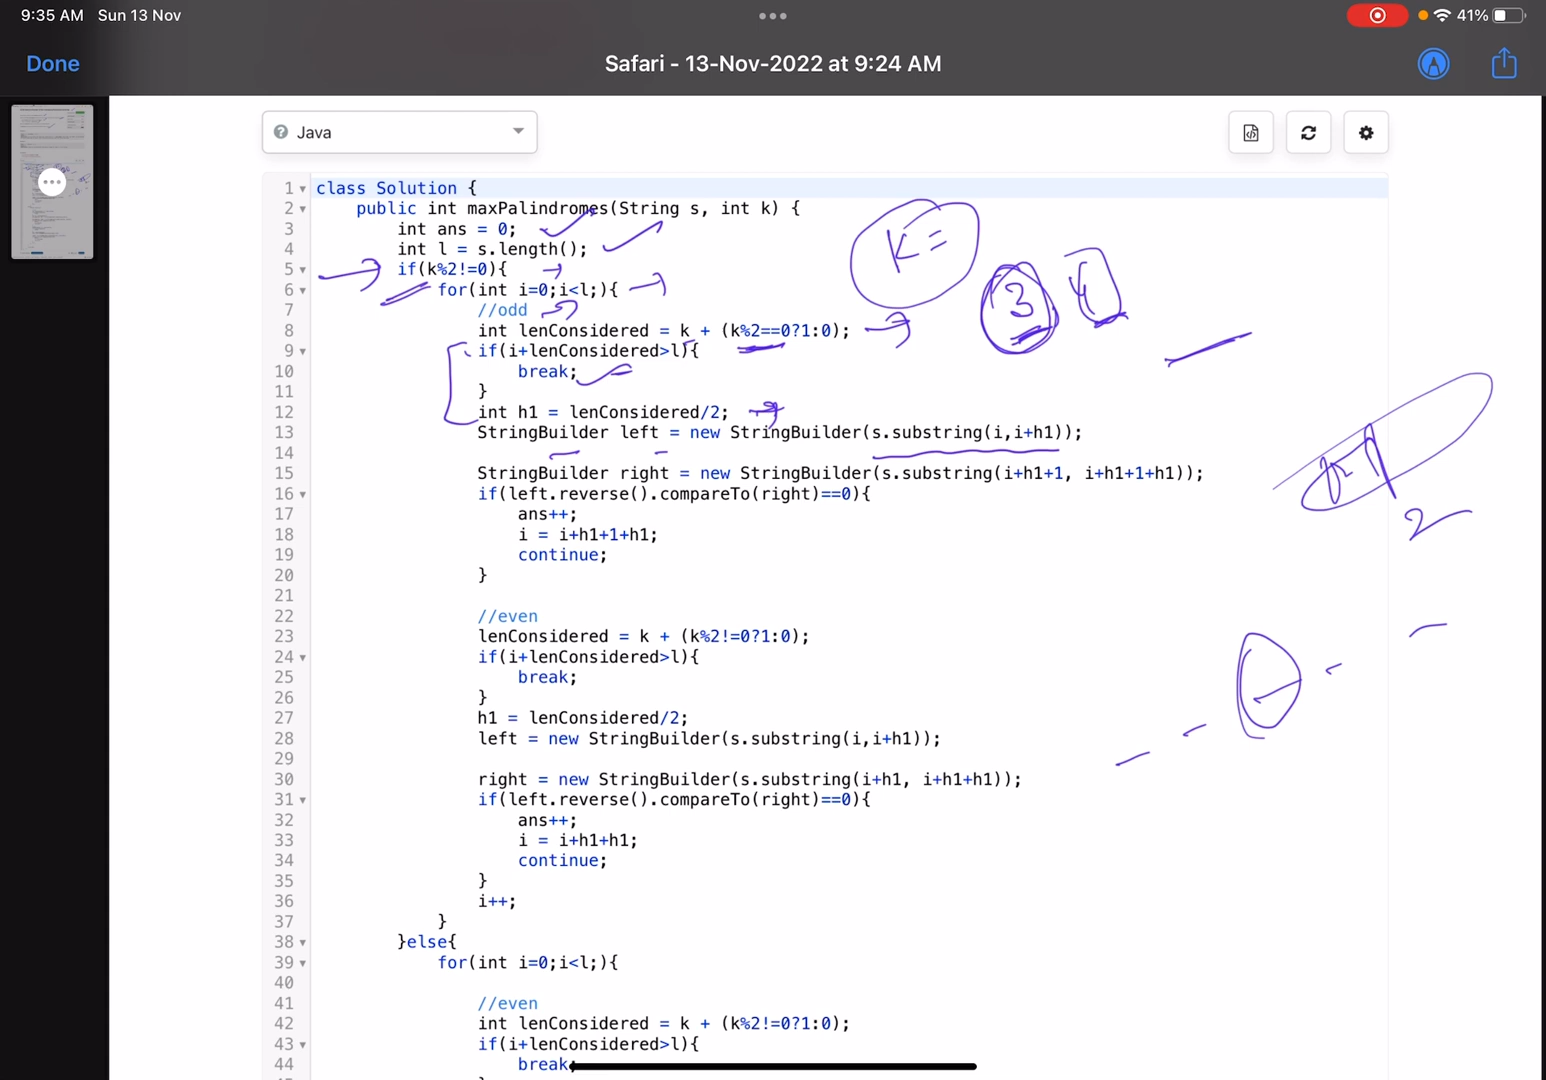 9:35 AM Sun 13 Nov
41%
Done
Safari - 13-Nov-2022 at 9:24 AM
Java
1 class Solution {
2 public int maxPalindromes(String s, int k) {
3 int ans = 0;
4 int l = s.length();
5 if(k%2!=0){
6 for(int i=0;i<l;){
7 //odd
8 int lenConsidered = k + (k%2==0?1:0);
9 if(i+lenConsidered>l){
10 break;
11 }
12 int h1 = lenConsidered/2;
13 StringBuilder left = new StringBuilder(s.substring(i,i+h1));
14
15 StringBuilder right = new StringBuilder(s.substring(i+h1+1, i+h1+1+h1));
16 if(left.reverse().compareTo(right)==0){
17 ans++;
18 i = i+h1+1+h1;
19 continue;
20 }
21
22 //even
23 lenConsidered = k + (k%2!=0?1:0);
24 if(i+lenConsidered>l){
25 break;
26 }
27 h1 = lenConsidered/2;
28 left = new StringBuilder(s.substring(i,i+h1));
29
30 right = new StringBuilder(s.substring(i+h1, i+h1+h1));
31 if(left.reverse().compareTo(right)==0){
32 ans++;
33 i = i+h1+h1;
34 continue;
35 }
36 i++;
37 }
38 }else{
39 for(int i=0;i<l;){
40
41 //even
42 int lenConsidered = k + (k%2!=0?1:0);
43 if(i+lenConsidered>l){
44 break;
K=
3 4
2